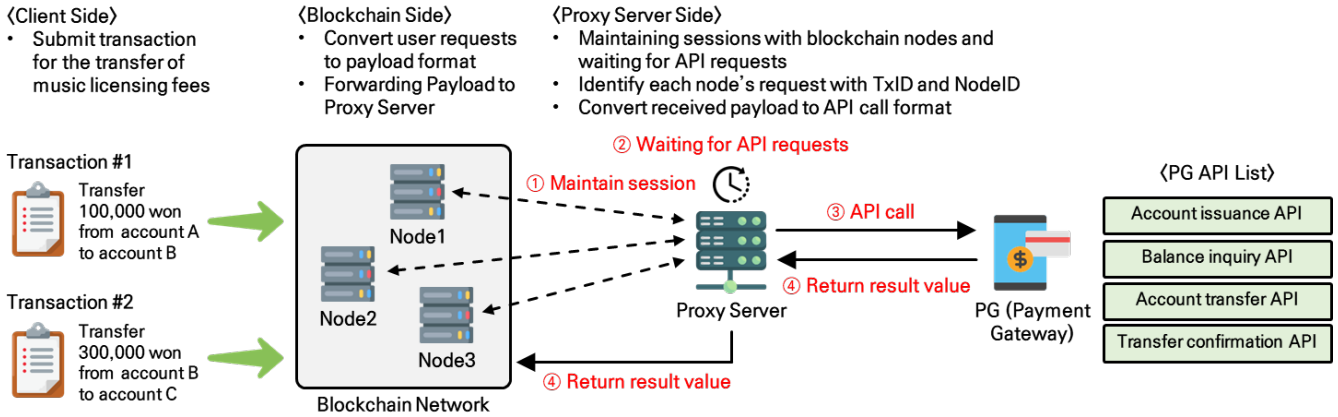 〈Client Side〉
• Submit transaction
for the transfer of
music licensing fees
〈Blockchain Side〉
• Convert user requests
to payload format
• Forwarding Payload to
Proxy Server
〈Proxy Server Side〉
• Maintaining sessions with blockchain nodes and
waiting for API requests
• Identify each node's request with TxID and NodeID
• Convert received payload to API call format
Transaction #1
Transfer
100,000 won
from account A
to account B
Transaction #2
Transfer
300,000 won
from account B
to account C
Node1
Node2
Node3
Blockchain Network
① Maintain session
② Waiting for API requests
Proxy Server
③ API call
④ Return result value
④ Return result value
PG (Payment
Gateway)
〈PG API List〉
Account issuance API
Balance inquiry API
Account transfer API
Transfer confirmation API